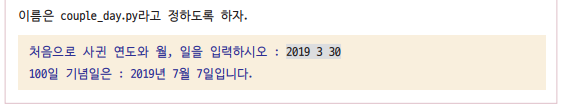 이름은 couple_day.py라고 정하도록 하자.
처음으로 사귄 연도와 월, 일을 입력하시오 : 2019 3 30
100일 기념일은 : 2019년 7월 7일입니다.